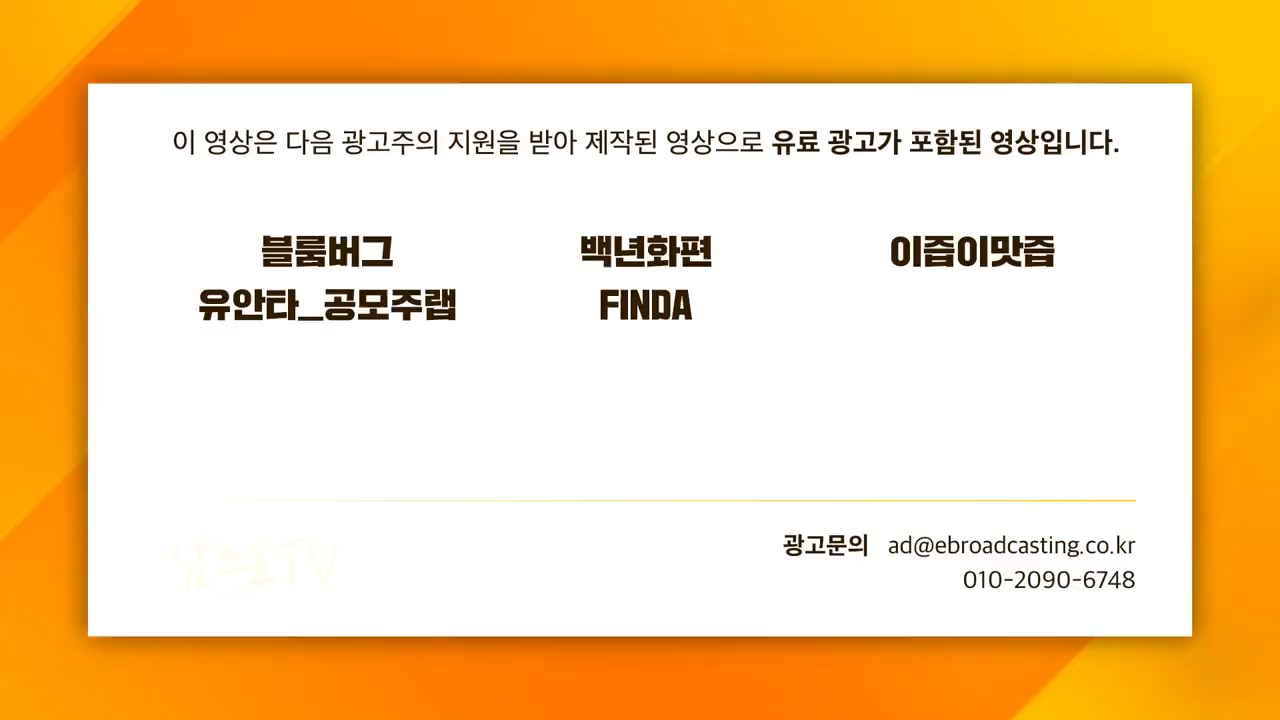 이 영상은 다음 광고주의 지원을 받아 제작된 영상으로 유료 광고가 포함된 영상입니다.
블룸버그 백년화편 이즙이맛즙
유안타_공모주랩 FINDA
광고문의 ad@ebroadcasting.co.kr
010-2090-6748